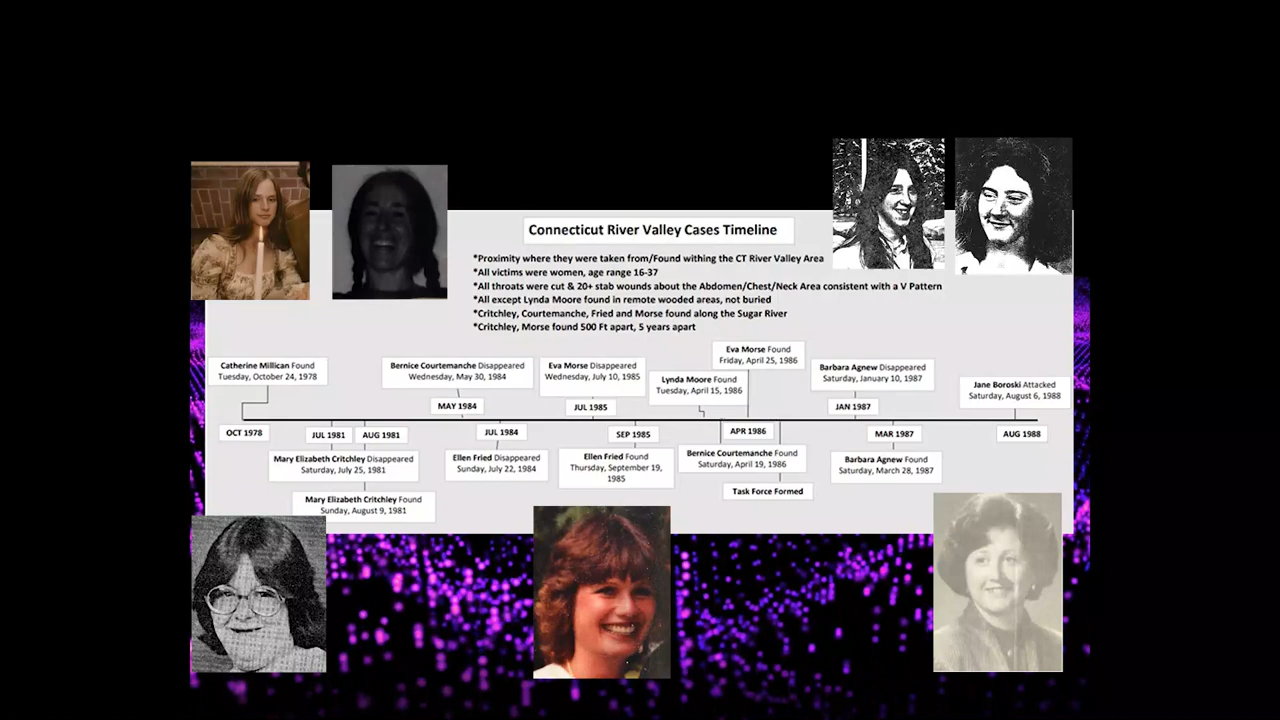 Connecticut River Valley Cases Timeline
*Proximity where they were taken from/Found withing the CT River Valley Area
*All victims were women, age range 16-37
*All throats were cut & 20+ stab wounds about the Abdomen/Chest/Neck Area consistent with a V Pattern
*All except Lynda Moore found in remote wooded areas, not buried
*Critchley, Courtemanche, Fried and Morse found along the Sugar River
*Critchley, Morse found 500 Ft apart, 5 years apart
Catherine Millican Found
Tuesday, October 24, 1978
Bernice Courtemanche Disappeared
Wednesday, May 30, 1984
Eva Morse Disappeared
Wednesday, July 10, 1985
Lynda Moore Found
Tuesday, April 15, 1986
Eva Morse Found
Friday, April 25, 1986
Barbara Agnew Disappeared
Saturday, January 10, 1987
Jane Boroski Attacked
Saturday, August 6, 1988
MAY 1984
JUL 1985
JAN 1987
OCT 1978
JUL 1981
AUG 1981
JUL 1984
SEP 1985
APR 1986
MAR 1987
AUG 1988
Mary Elizabeth Critchley Disappeared
Saturday, July 25, 1981
Mary Elizabeth Critchley Found
Sunday, August 9, 1981
Ellen Fried Disappeared
Sunday, July 22, 1984
Ellen Fried Found
Thursday, September 19,
1985
Bernice Courtemanche Found
Saturday, April 19, 1986
Task Force Formed
Barbara Agnew Found
Saturday, March 28, 1987